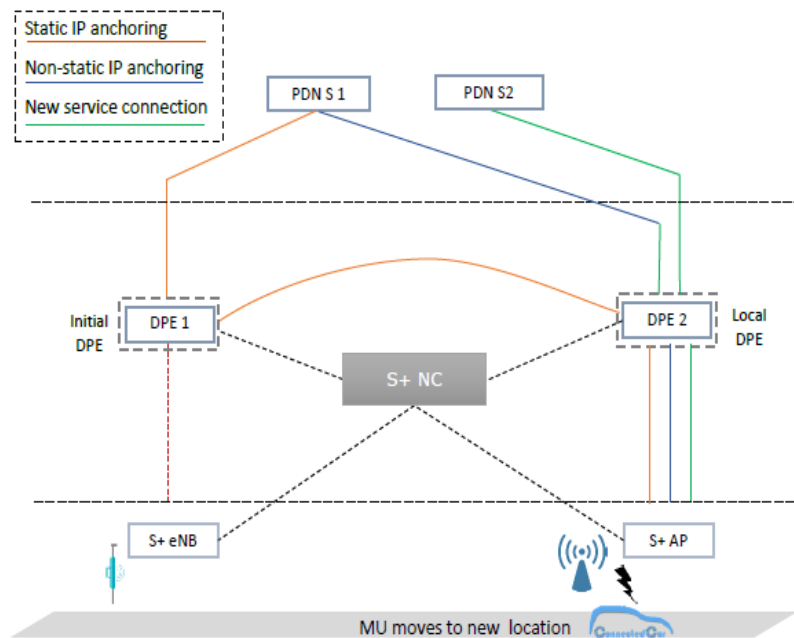 Static IP anchoring
Non-static IP anchoring
New service connection
PDN S 1
PDN S2
Initial
DPE
DPE 1
DPE 2
Local
DPE
S+ NC
S+ eNB
S+ AP
MU moves to new location
ConnectedCar